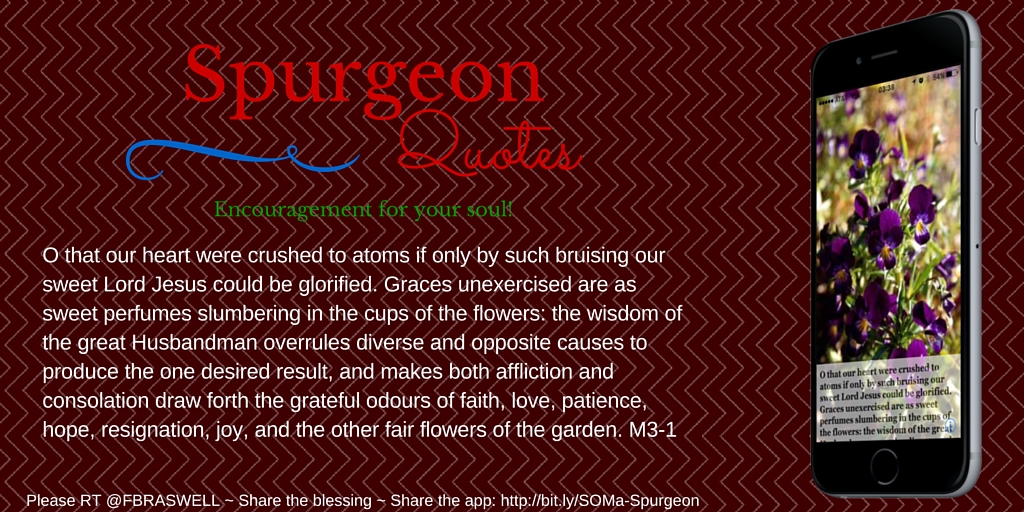 Spurgeon
Quotes
Encouragement for your soul!
O that our heart were crushed to atoms if only by such bruising our
sweet Lord Jesus could be glorified. Graces unexercised are as
sweet perfumes slumbering in the cups of the flowers: the wisdom of
the great Husbandman overrules diverse and opposite causes to
produce the one desired result, and makes both affliction and
consolation draw forth the grateful odours of faith, love, patience,
hope, resignation, joy, and the other fair flowers of the garden. M3-1
Please RT @FBRASWELL ~ Share the blessing ~ Share the app: http://bit.ly/SOMa-Spurgeon
03:38
54%
O that our heart were crushed to
atoms if only by such bruising our
sweet Lord Jesus could be glorified.
Graces unexercised are as sweet
perfumes slumbering in the cups of
the flowers: the wisdom of the great